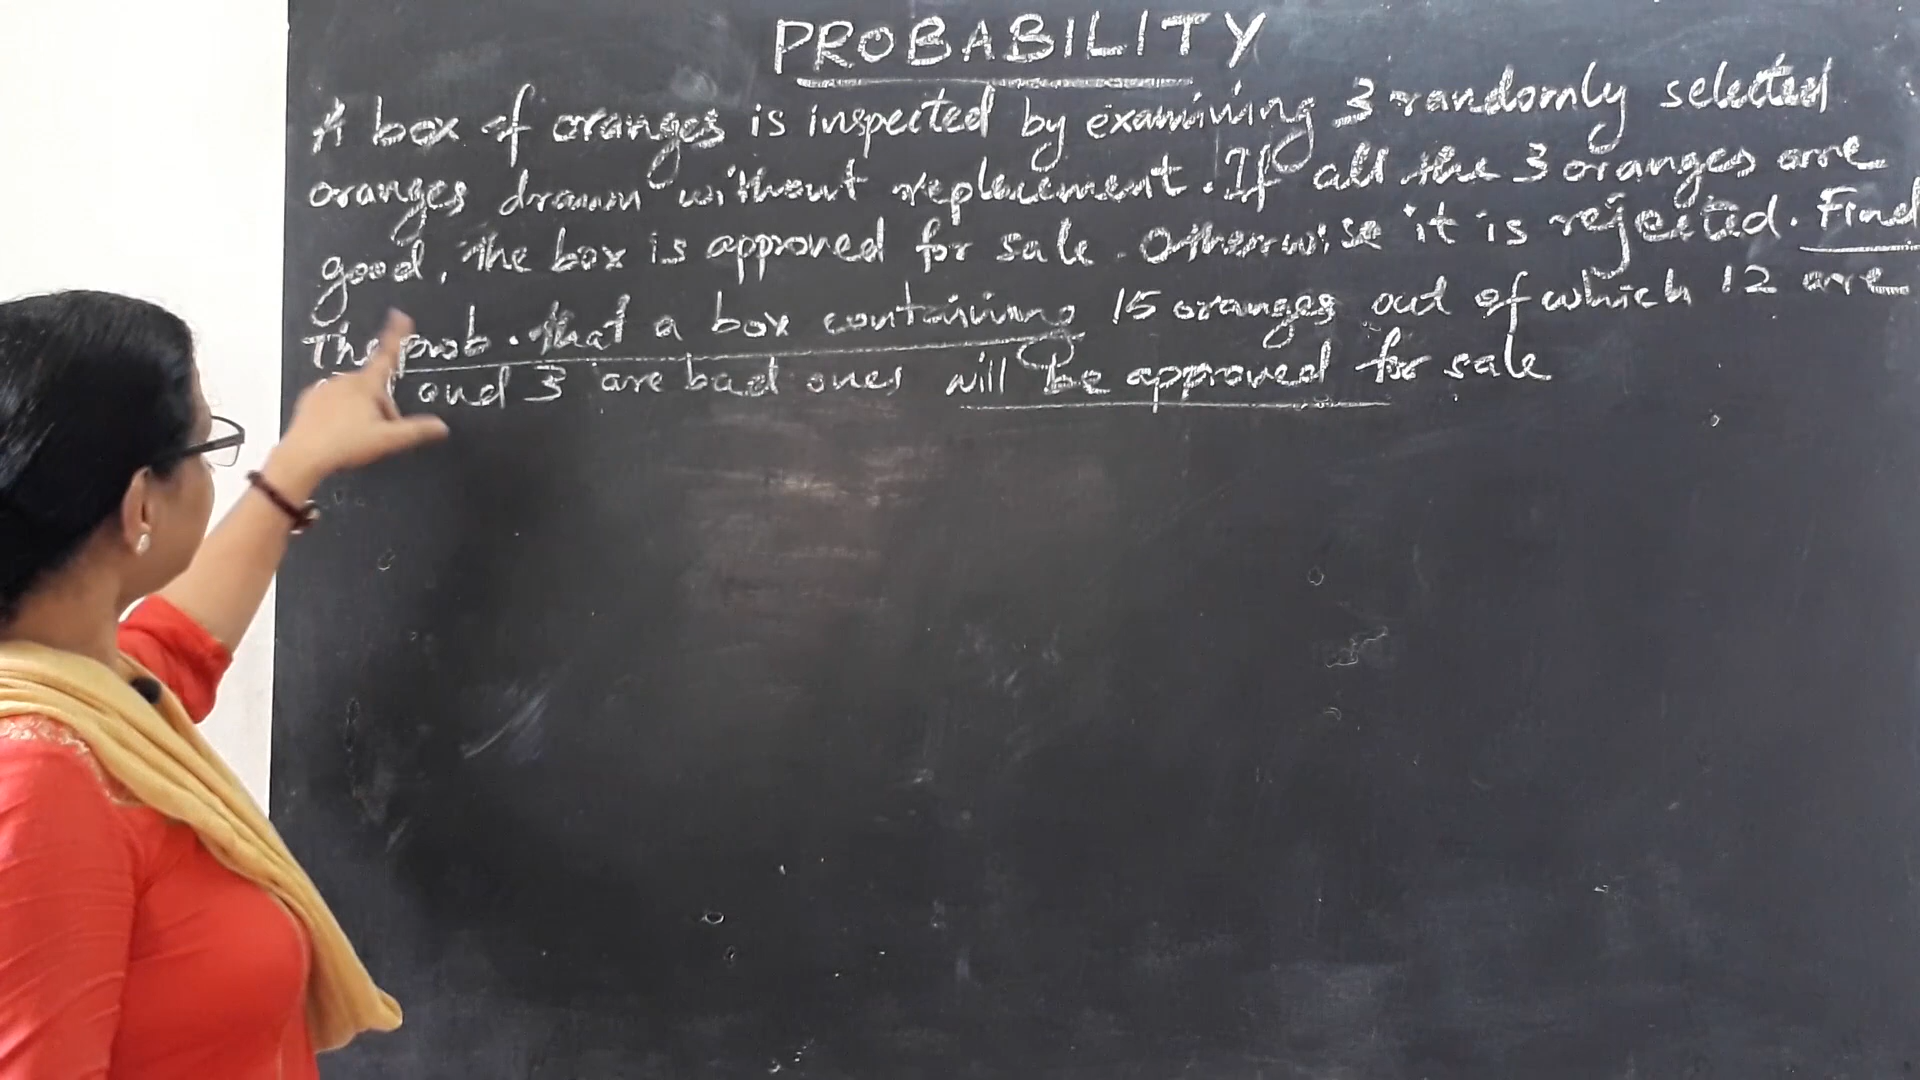 PROBABILITY
A box of oranges is inspected by examining 3 randomly selected
oranges drawn without replacement. If all the 3 oranges are
good, the box is approved for sale. Otherwise it is rejected. Find
the prob. that a box containing 15 oranges out of which 12 are
and 3 are bad ones will be approved for sale